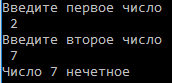 Введите первое число
2
Введите второе число
7
Число 7 нечетное